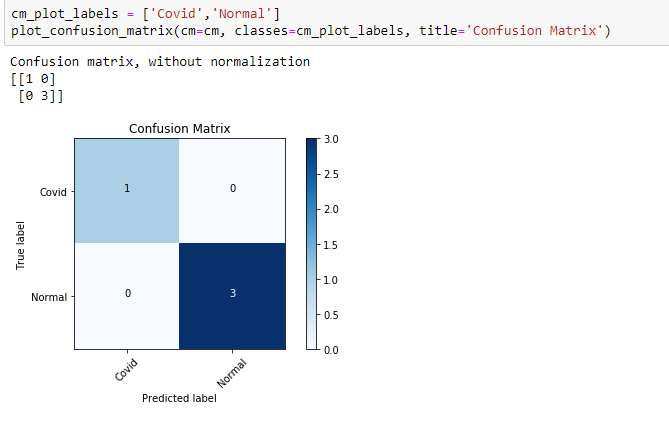 cm_plot_labels = ['Covid','Normal']
plot_confusion_matrix(cm=cm, classes=cm_plot_labels, title='Confusion Matrix')
Confusion matrix, without normalization
[[1 0]
 [0 3]]
Confusion Matrix
3.0
2.5
2.0
1.5
1.0
0.5
0.0
True label
Covid
1
0
Normal
0
3
Covid
Normal
Predicted label